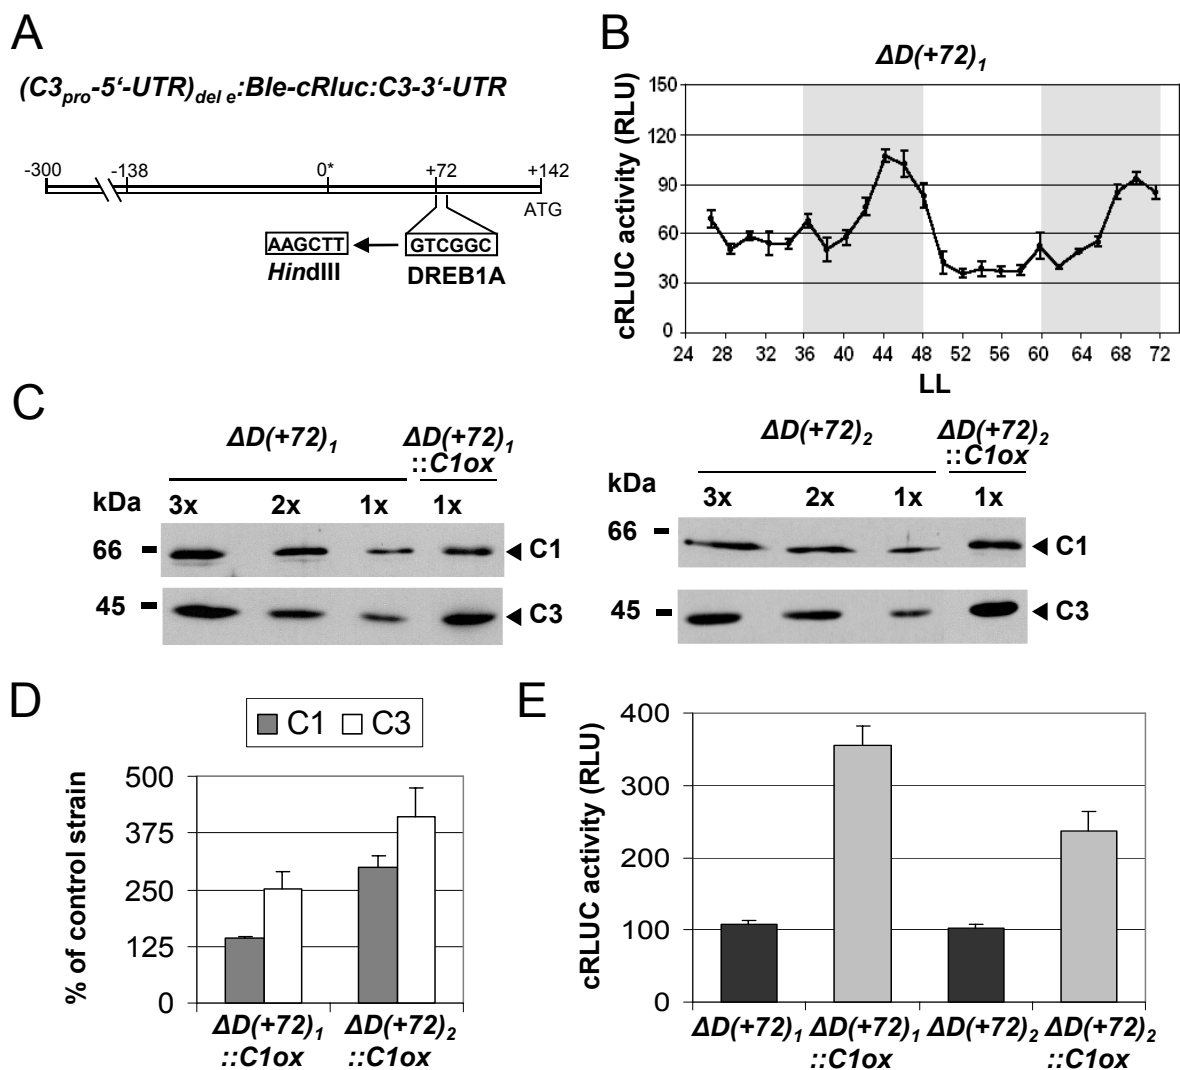 A
(C3pro-5‘-UTR)del e:Ble-cRluc:C3-3‘-UTR
-300 -138 0* +72 +142
ATG
AAGCTT GTCGGC
HindIII DREB1A
B
ΔD(+72)1
cRLUC activity (RLU)
150
120
90
60
30
0
24 28 32 36 40 44 48 52 56 60 64 68 72
LL
C
ΔD(+72)1 ΔD(+72)1
::C1ox
kDa 3x 2x 1x 1x
66 C1
45 C3
ΔD(+72)2 ΔD(+72)2
::C1ox
kDa 3x 2x 1x 1x
66 C1
45 C3
D
C1 C3
% of control strain
500
375
250
125
0
ΔD(+72)1 ΔD(+72)2
::C1ox ::C1ox
E
cRLUC activity (RLU)
400
300
200
100
0
ΔD(+72)1 ΔD(+72)1 ΔD(+72)2 ΔD(+72)2
::C1ox ::C1ox